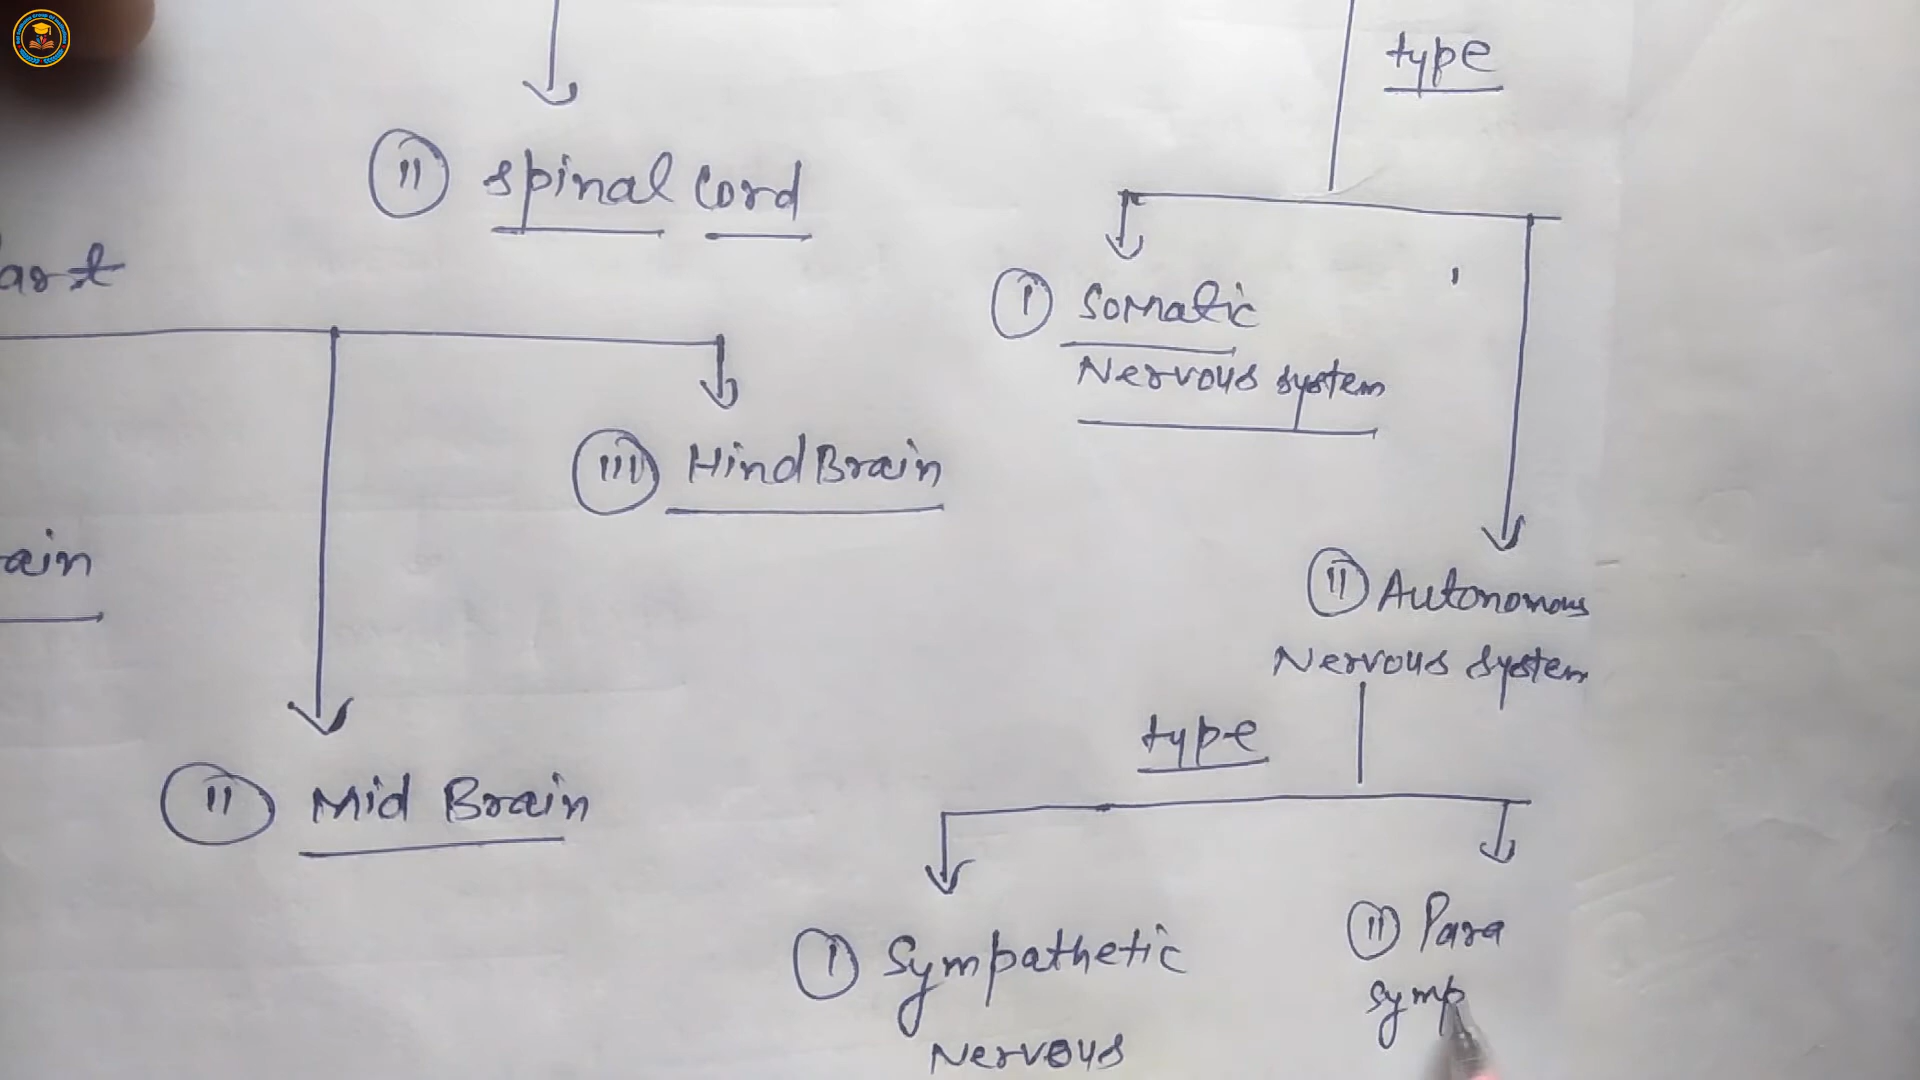 type
II Spinal Cord
I Somatic
Nervous system
III Hind Brain
II Autonomous
Nervous System
type
II Mid Brain
I Sympathetic
Nervous
II Para
symp